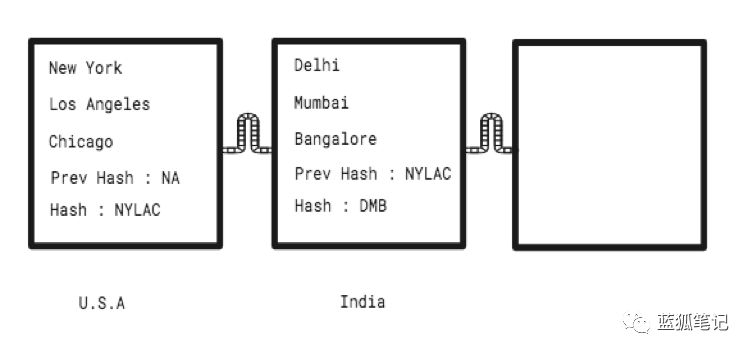 New York
Los Angeles
Chicago
Prev Hash : NA
Hash : NYLAC
Delhi
Mumbai
Bangalore
Prev Hash : NYLAC
Hash : DMB
U.S.A
India
蓝狐笔记